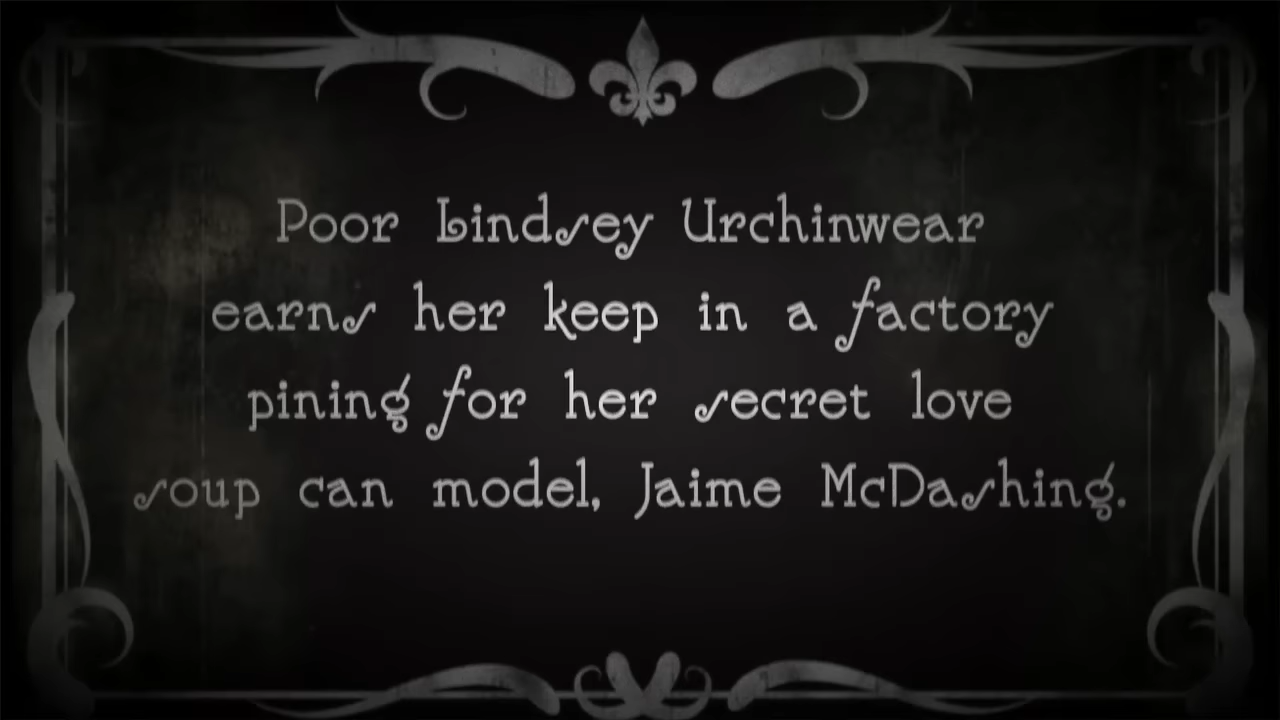 Poor Lindsey Urchinwear
earns her keep in a factory
pining for her secret love
soup can model, Jaime McDashing.